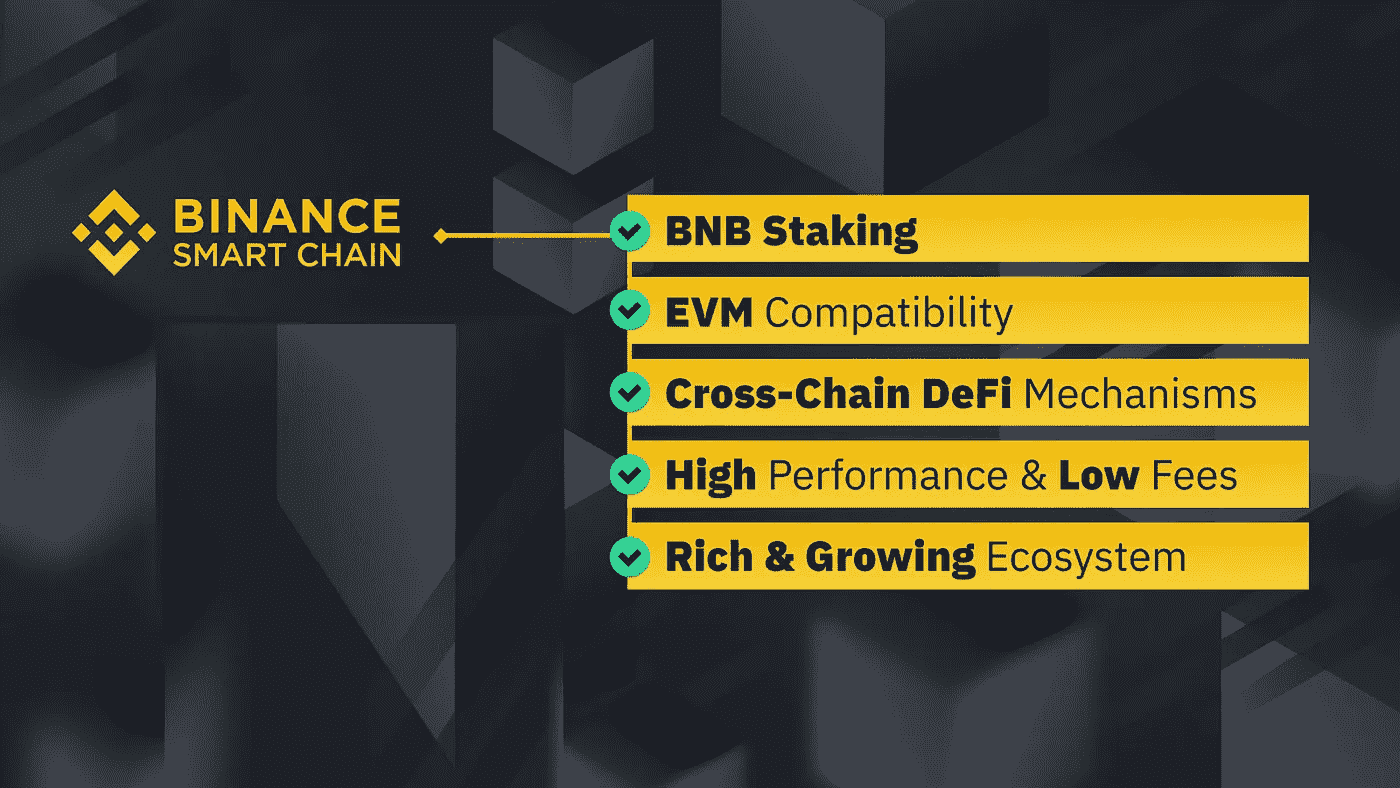 BINANCE
SMART CHAIN
BNB Staking
EVM Compatibility
Cross-Chain DeFi Mechanisms
High Performance & Low Fees
Rich & Growing Ecosystem